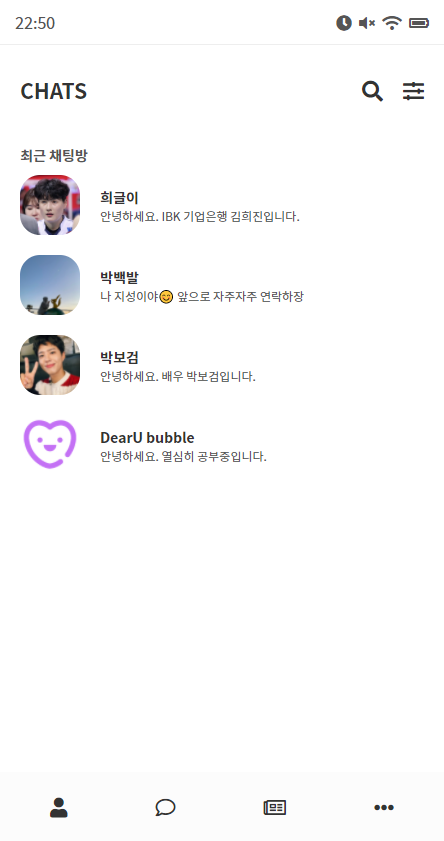 22:50
CHATS
최근 채팅방
희글이
안녕하세요. IBK 기업은행 김희진입니다.
박백발
나 지성이야😊 앞으로 자주자주 연락하장
박보검
안녕하세요. 배우 박보검입니다.
DearU bubble
안녕하세요. 열심히 공부중입니다.